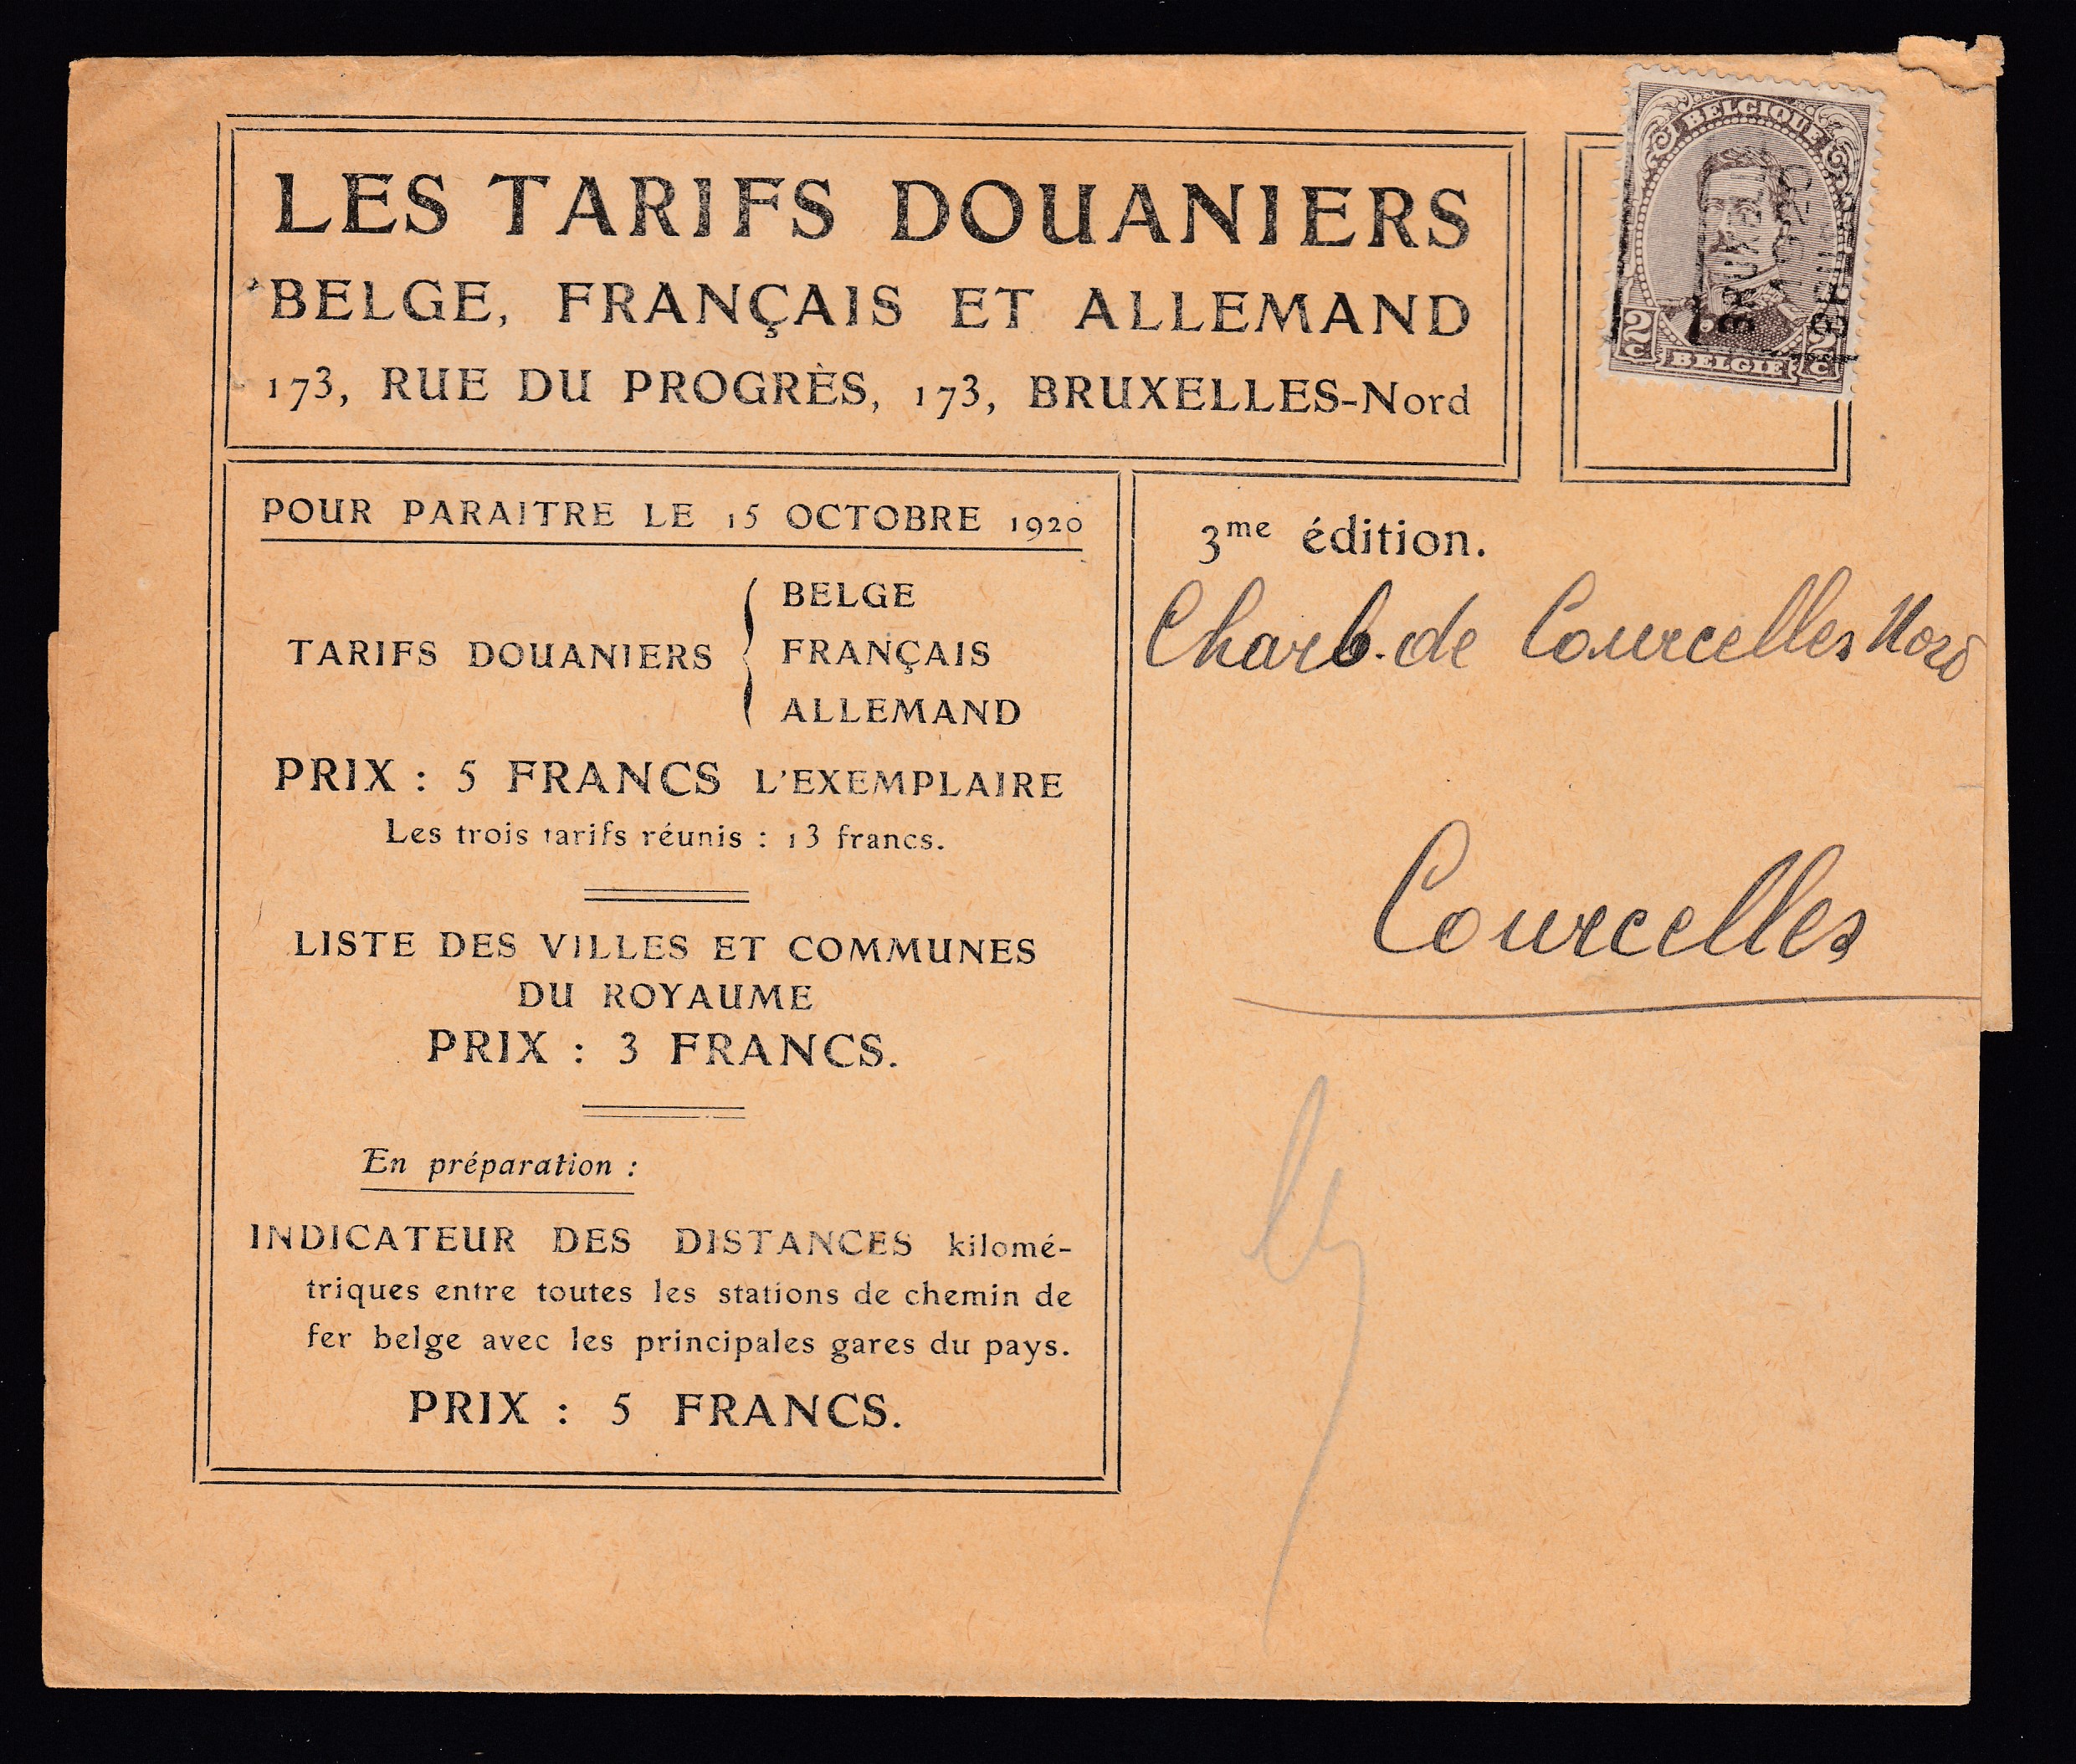 LES TARIFS DOUANIERS
BELGE, FRANÇAIS ET ALLEMAND
173, RUE DU PROGRÈS, 173, BRUXELLES-Nord
BELGIQUE
2 C 2 C
BELGIE
POUR PARAITRE LE 15 OCTOBRE 1920
TARIFS DOUANIERS
BELGE
FRANÇAIS
ALLEMAND
PRIX : 5 FRANCS L'EXEMPLAIRE
Les trois tarifs réunis : 13 francs.
LISTE DES VILLES ET COMMUNES
DU ROYAUME
PRIX : 3 FRANCS.
En préparation :
INDICATEUR DES DISTANCES kilomé-
triques entre toutes les stations de chemin de
fer belge avec les principales gares du pays.
PRIX : 5 FRANCS.
3me édition.
Charb. de Courcelles Nord
Courcelles